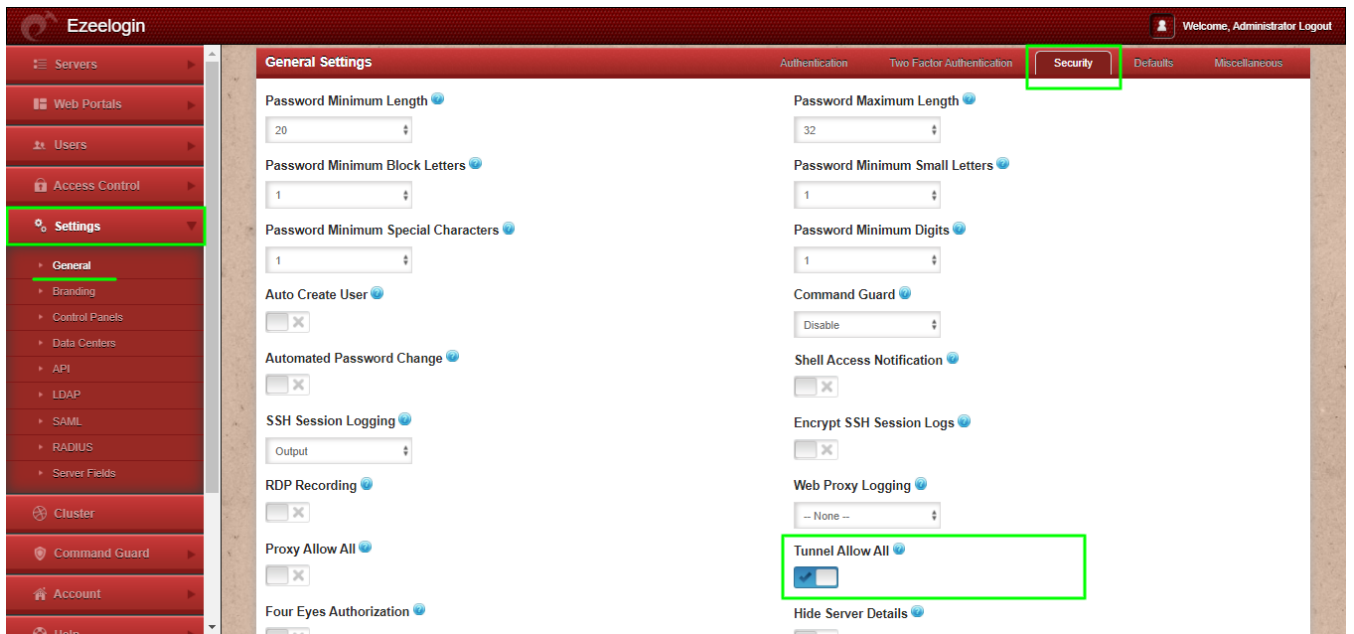 Ezeelogin
Welcome, Administrator Logout
Servers
Web Portals
Users
Access Control
Settings
General
Branding
Control Panels
Data Centers
API
LDAP
SAML
RADIUS
Server Fields
Cluster
Command Guard
Account
Help
General Settings
Authentication
Two Factor Authentication
Security
Defaults
Miscellaneous
Password Minimum Length
20
Password Maximum Length
32
Password Minimum Block Letters
1
Password Minimum Small Letters
1
Password Minimum Special Characters
1
Password Minimum Digits
1
Auto Create User
Command Guard
Disable
Automated Password Change
Shell Access Notification
SSH Session Logging
Output
Encrypt SSH Session Logs
RDP Recording
Web Proxy Logging
-- None --
Proxy Allow All
Tunnel Allow All
Four Eyes Authorization
Hide Server Details